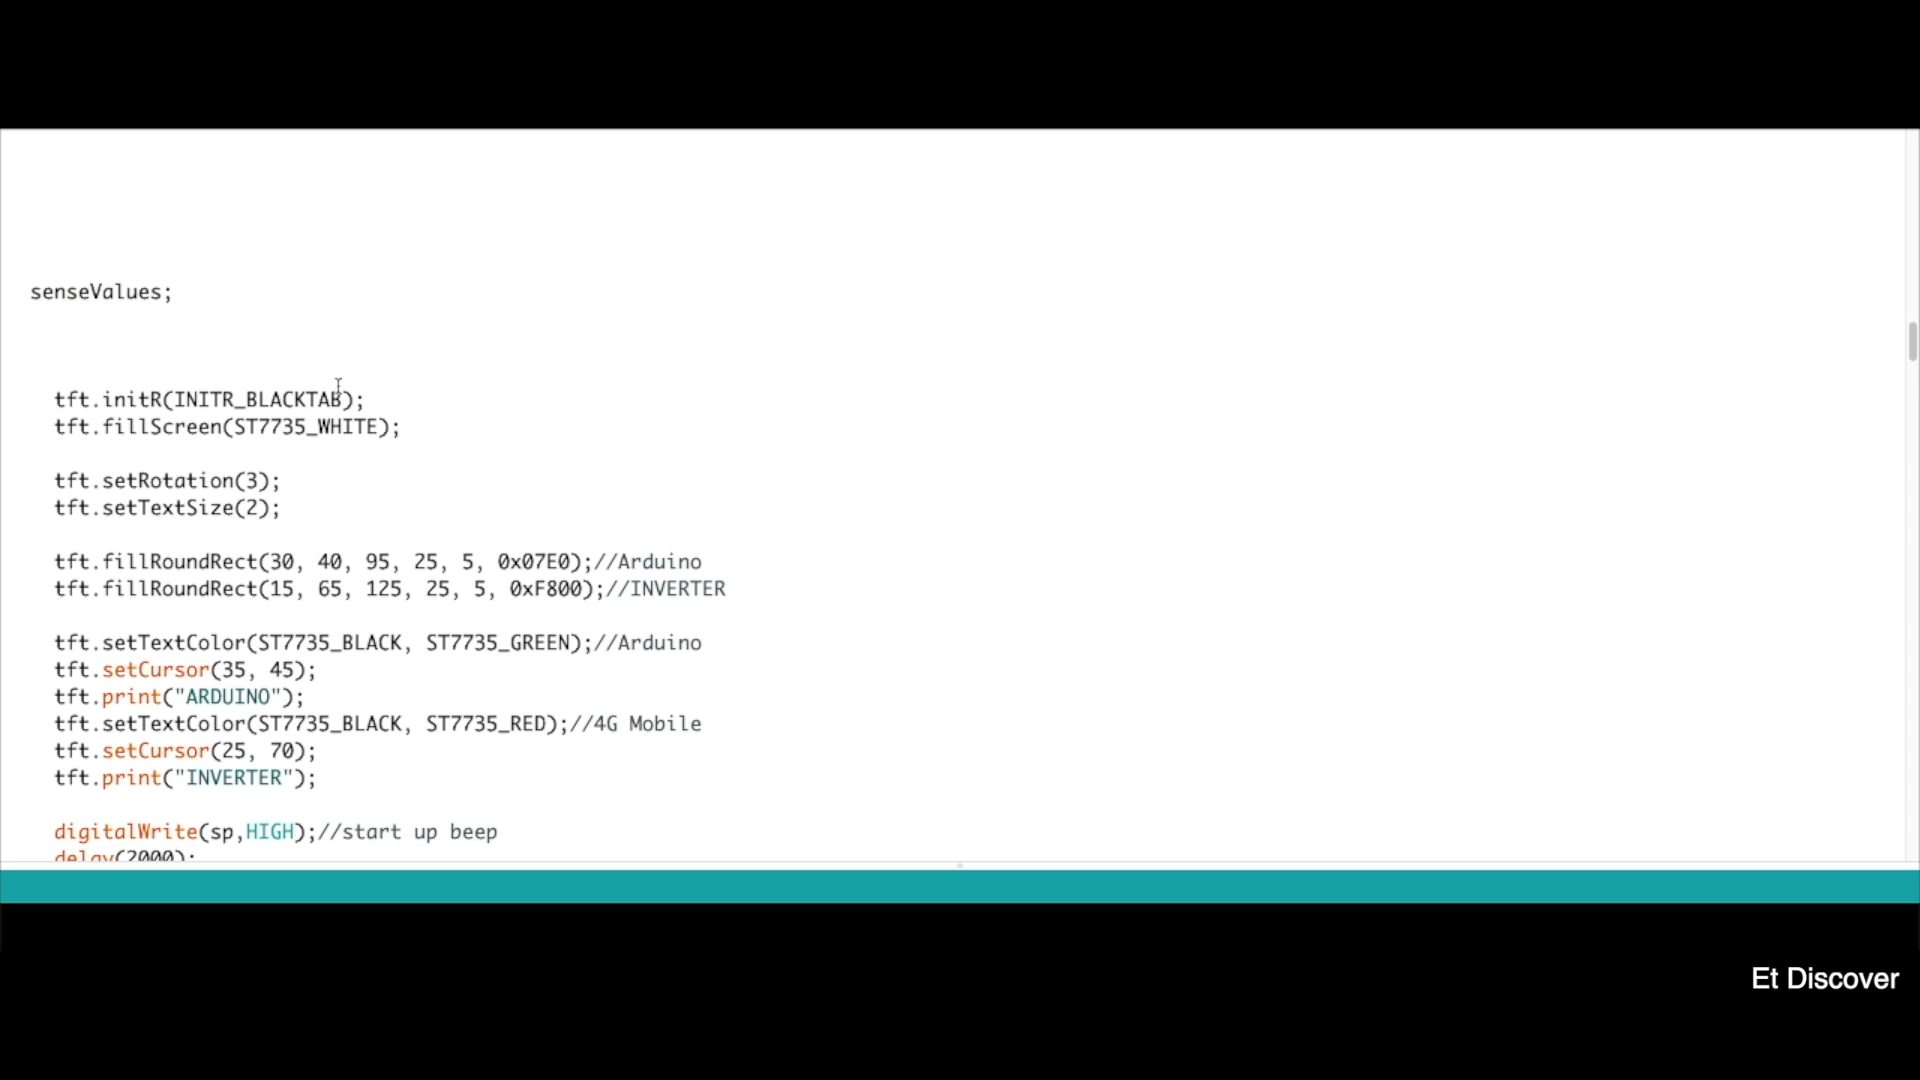 senseValues;
tft.initR(INITR_BLACKTAB);
tft.fillScreen(ST7735_WHITE);
tft.setRotation(3);
tft.setTextSize(2);
tft.fillRoundRect(30, 40, 95, 25, 5, 0x07E0);//Arduino
tft.fillRoundRect(15, 65, 125, 25, 5, 0xF800);//INVERTER
tft.setTextColor(ST7735_BLACK, ST7735_GREEN);//Arduino
tft.setCursor(35, 45);
tft.print("ARDUINO");
tft.setTextColor(ST7735_BLACK, ST7735_RED);//4G Mobile
tft.setCursor(25, 70);
tft.print("INVERTER");
digitalWrite(sp,HIGH);//start up beep
delay(2000);
Et Discover